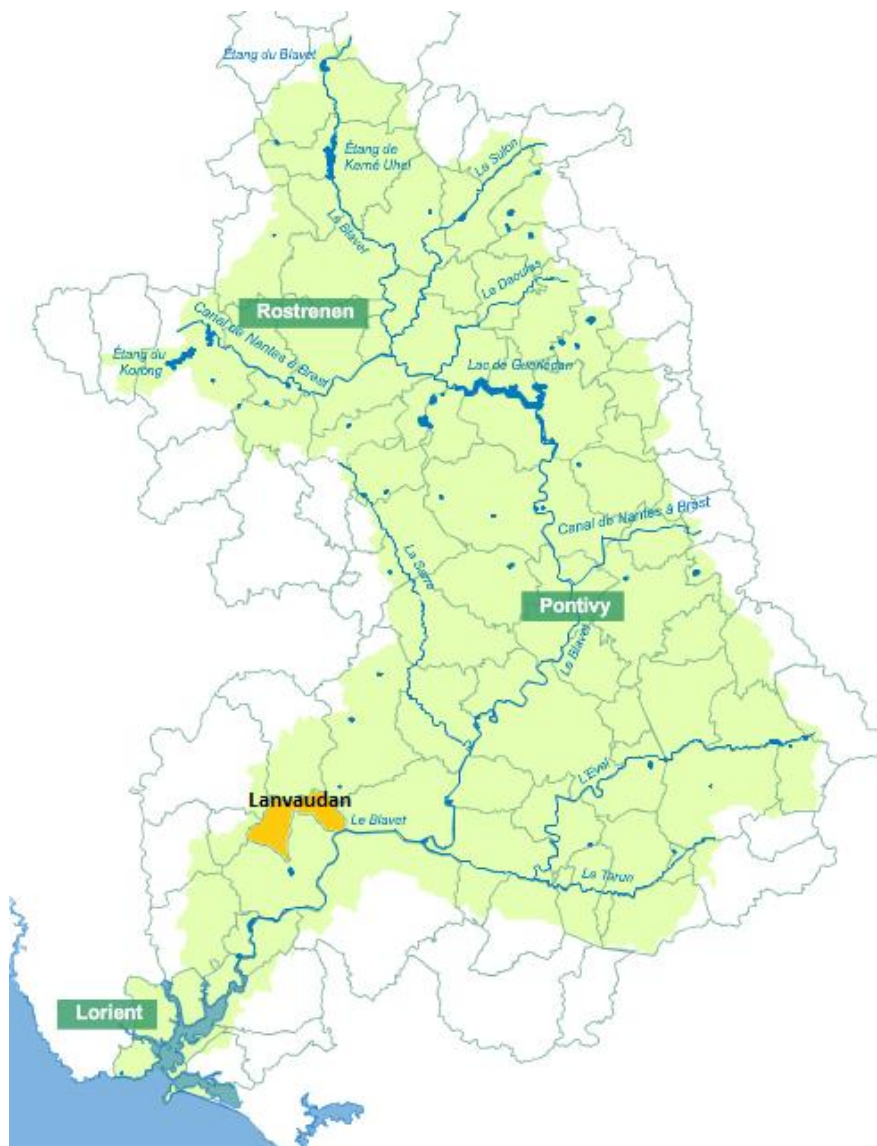 Étang du Blavet
Étang de
Kerné Uhel
Le Sulon
Le Blavet
Le Daoulas
Rostrenen
Canal de Nantes à Brest
Étang du
Korong
Lac de Guerlédan
Canal de Nantes à Brest
La Sarre
Pontivy
Le Blavet
L'Evel
Lanvaudan
Le Blavet
Le Tarun
Lorient